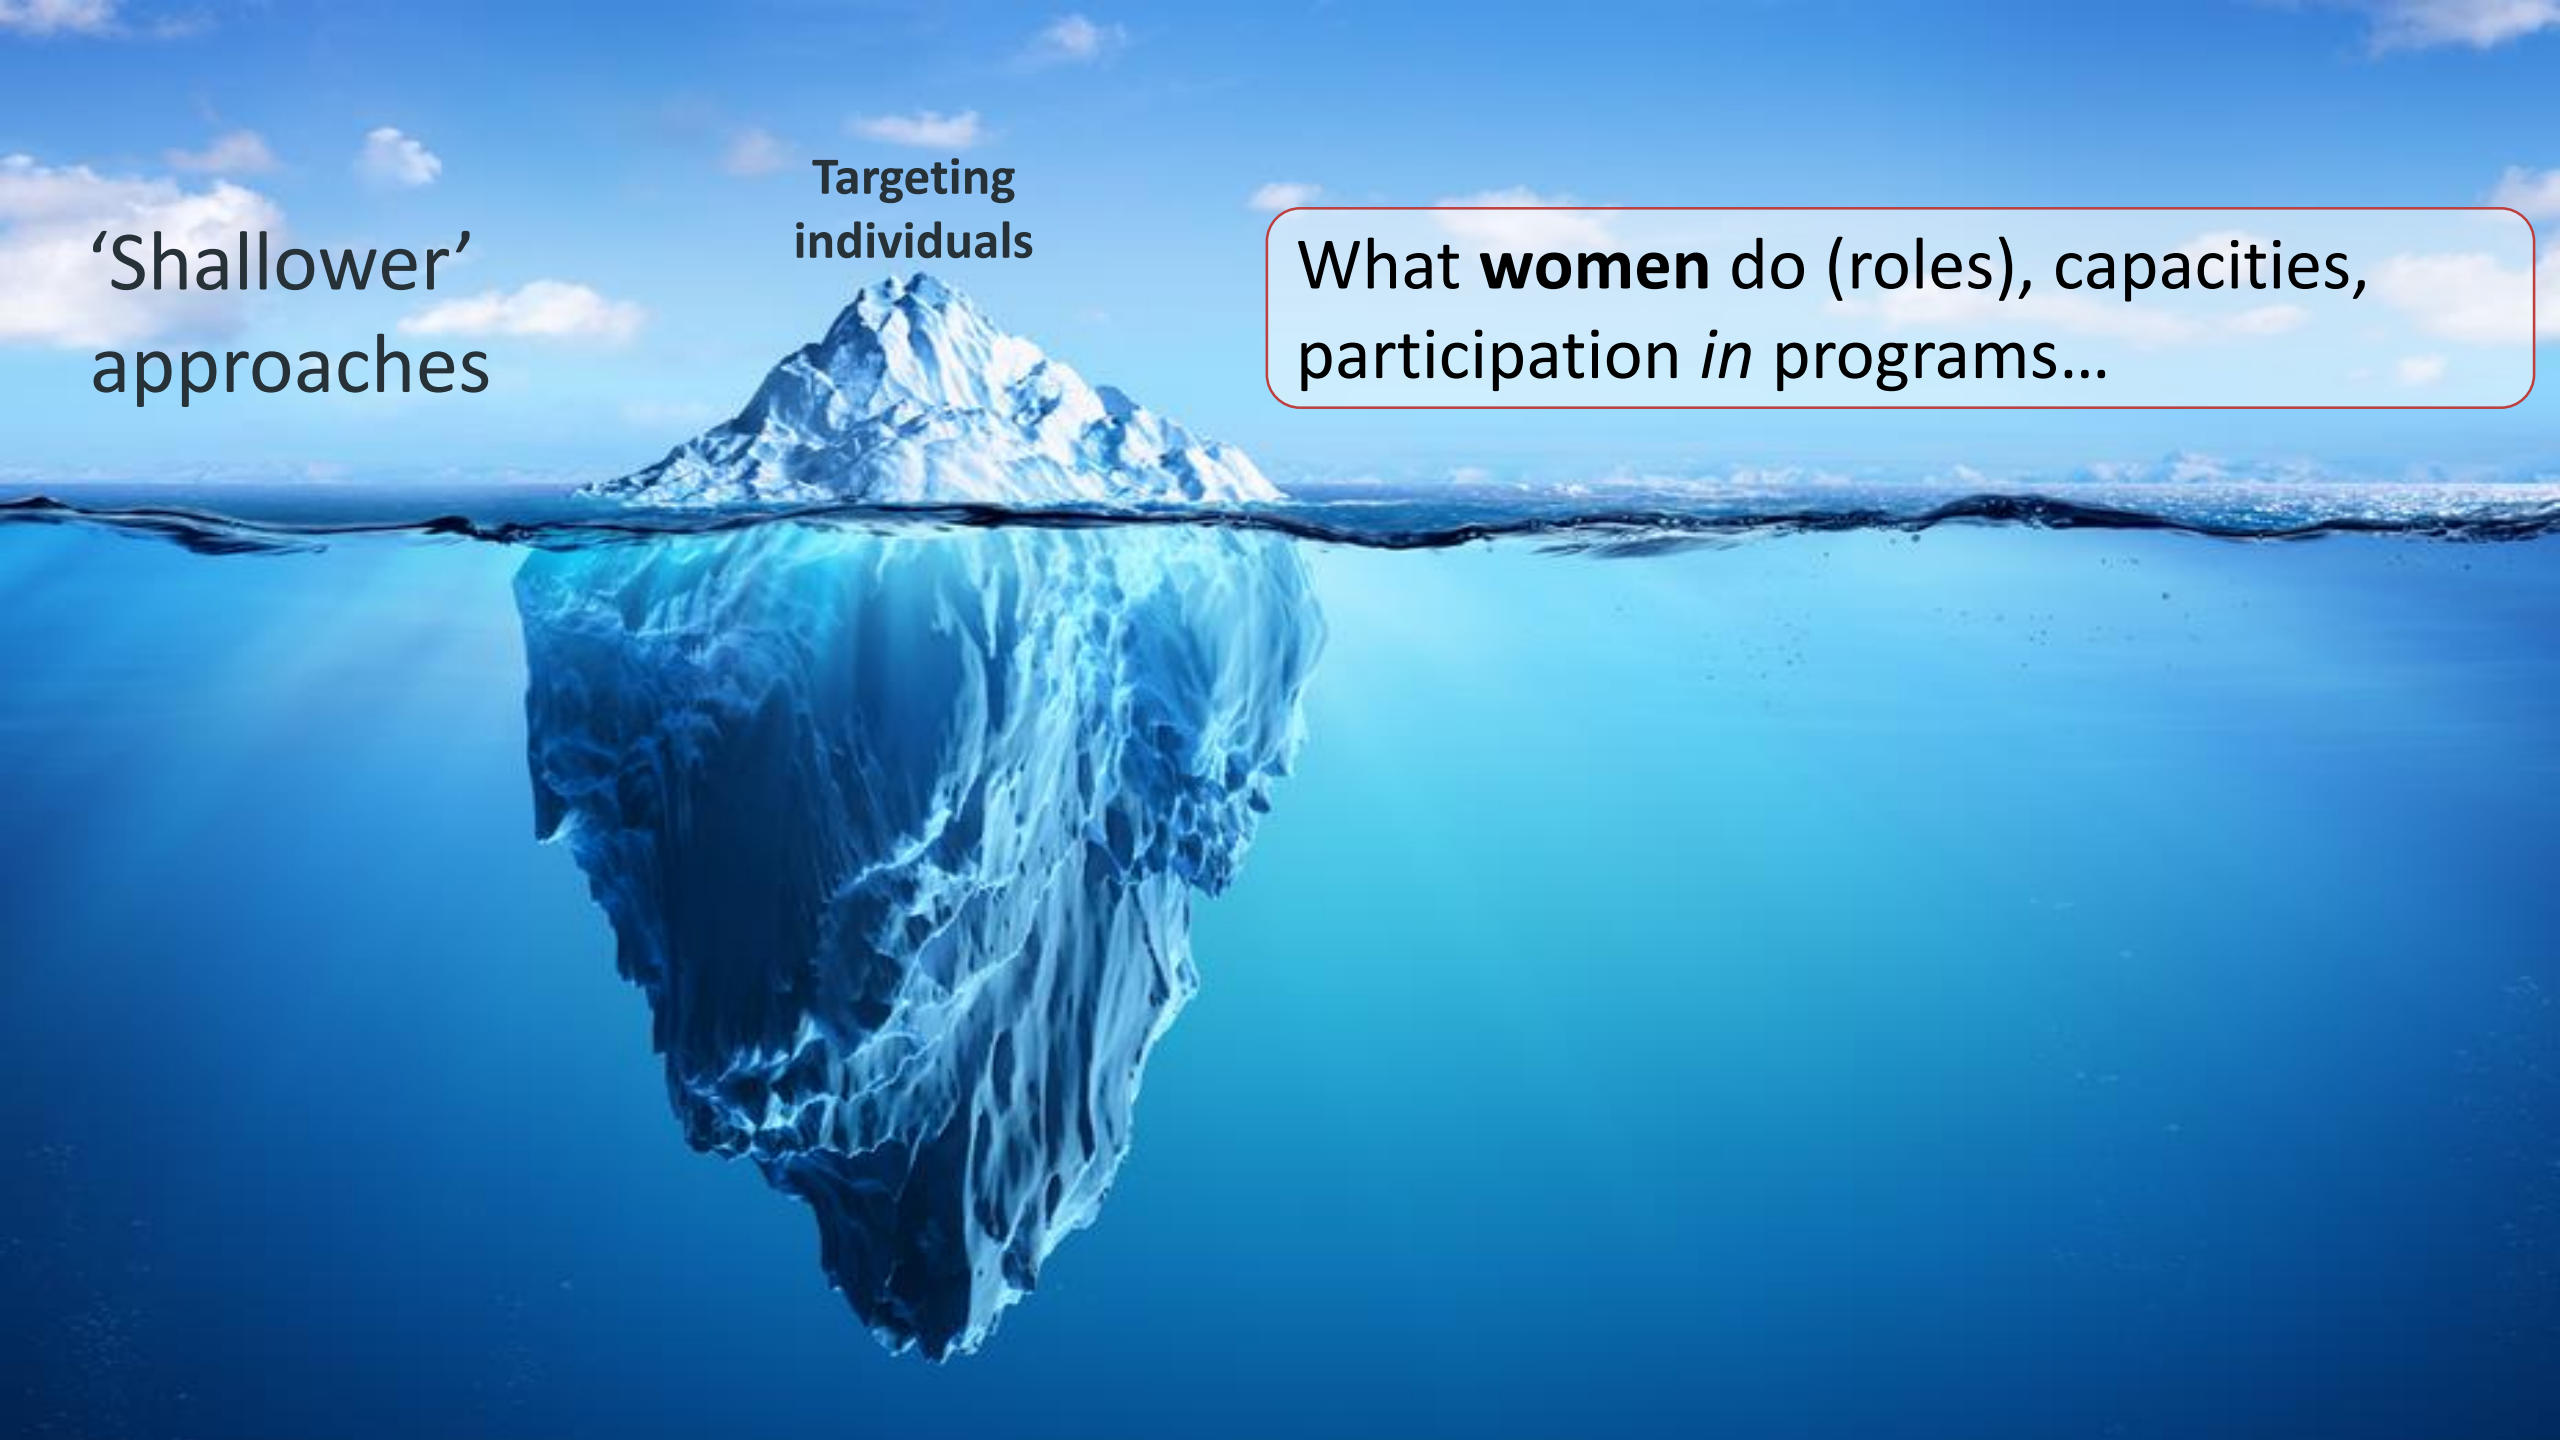 Targeting
individuals
‘Shallower’
approaches
What women do (roles), capacities,
participation in programs…